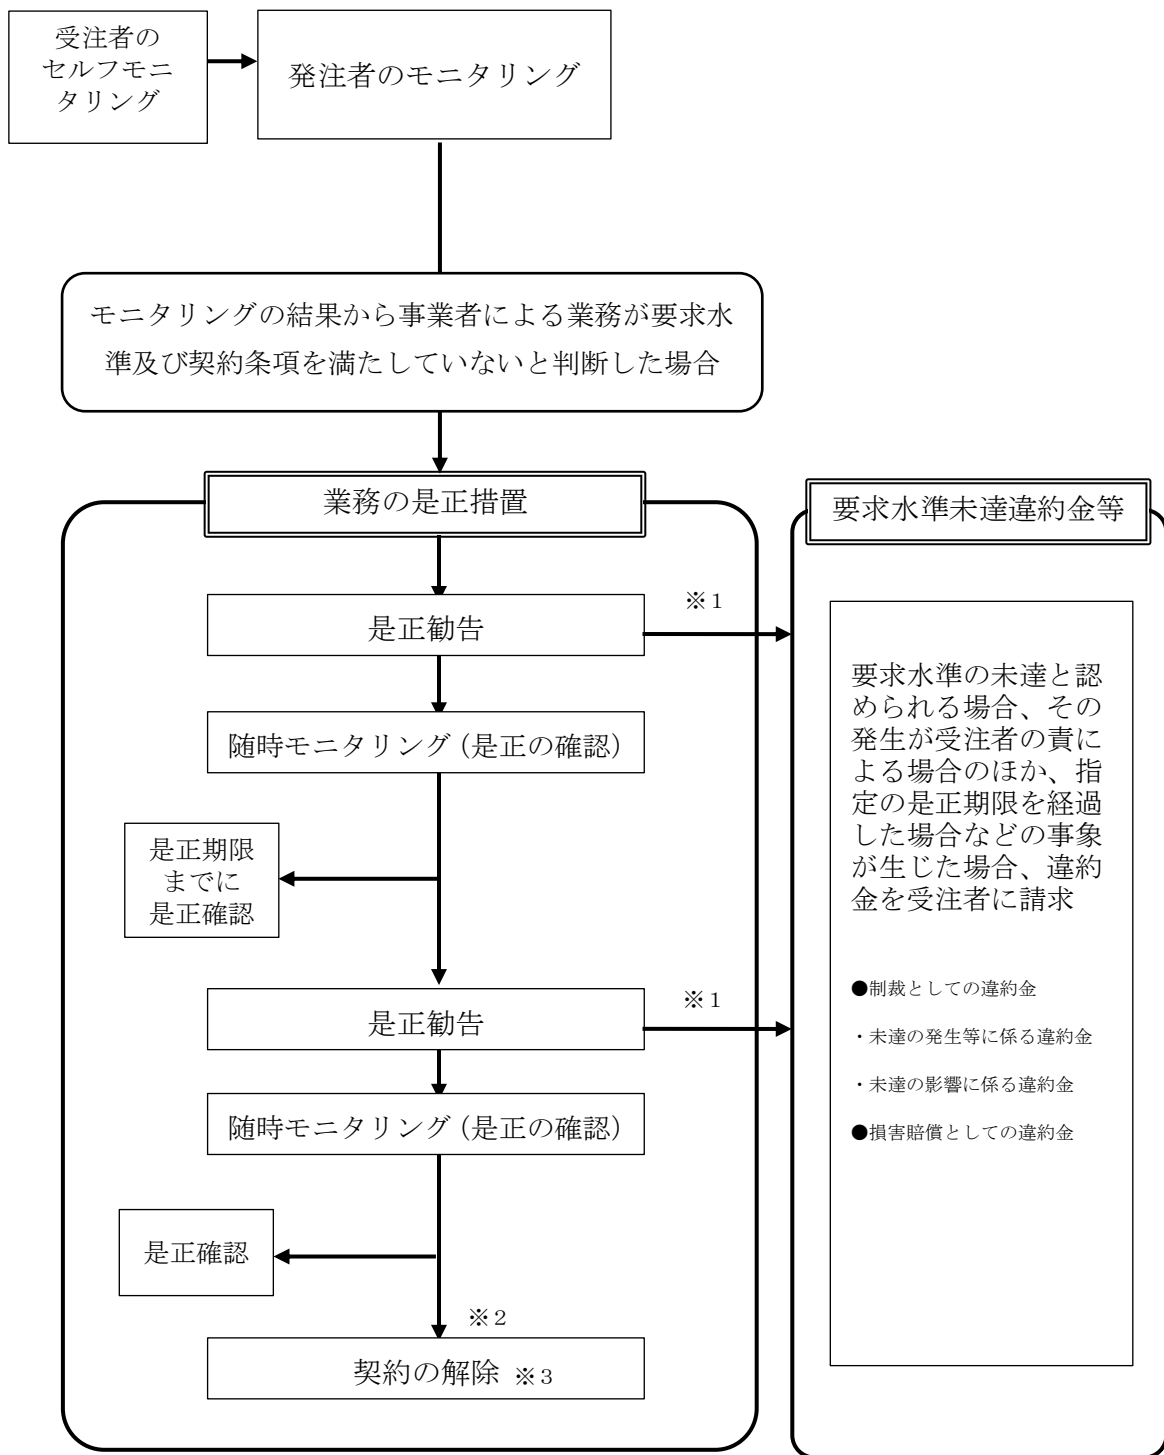 受注者の
セルフモニ
タリング
発注者のモニタリング
モニタリングの結果から事業者による業務が要求水
準及び契約条項を満たしていないと判断した場合
業務の是正措置
是正勧告
※1
随時モニタリング(是正の確認)
是正期限
までに
是正確認
是正勧告
※1
随時モニタリング(是正の確認)
是正確認
※2
契約の解除 ※3
要求水準未達違約金等
要求水準の未達と認
められる場合、その
発生が受注者の責に
よる場合のほか、指
定の是正期限を経過
した場合などの事象
が生じた場合、違約
金を受注者に請求
●制裁としての違約金
・未達の発生等に係る違約金
・未達の影響に係る違約金
●損害賠償としての違約金